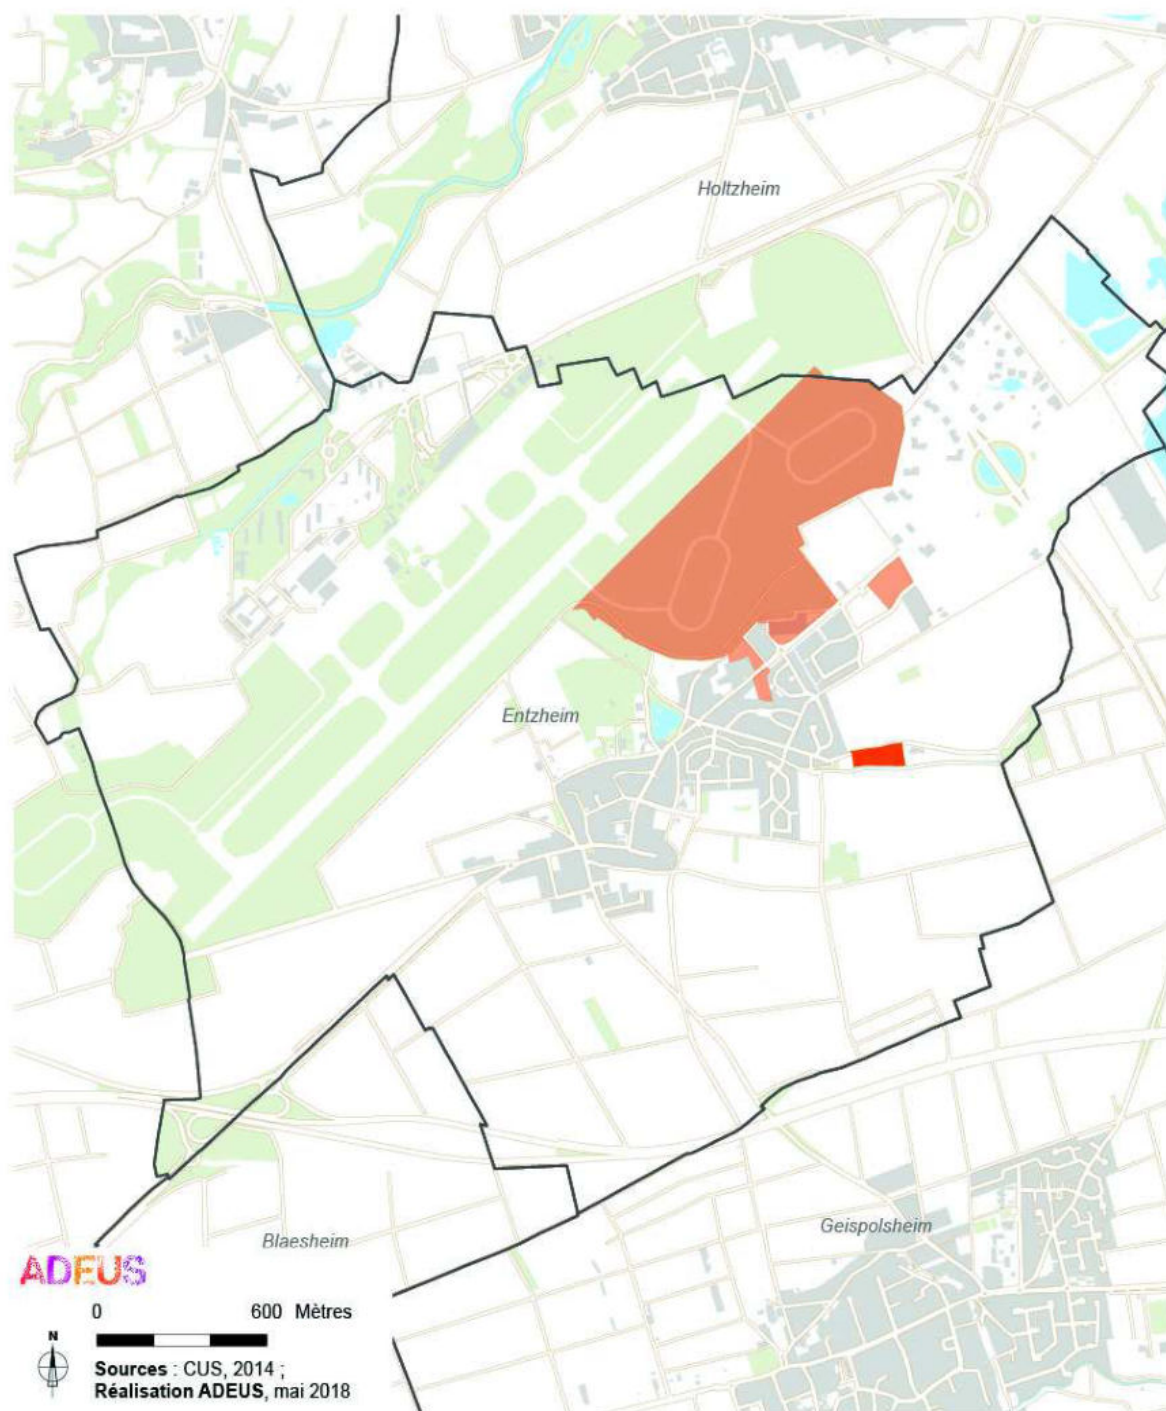 Holtzheim
Entzheim
Geispolsheim
Blaesheim
ADEUS
0 600 Mètres
N
Sources : CUS, 2014 ;
Réalisation ADEUS, mai 2018